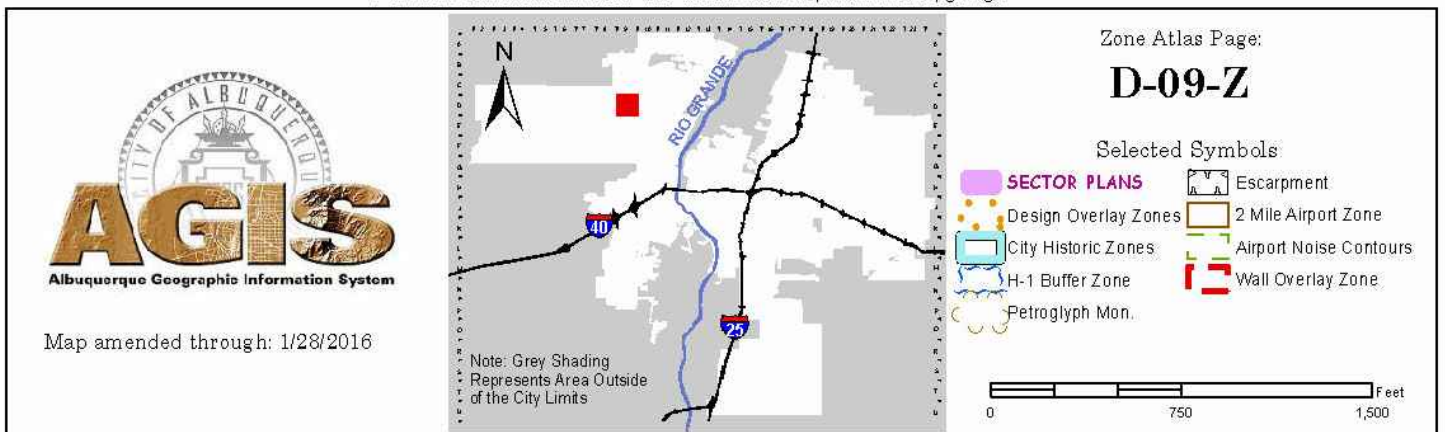 CITY OF ALBUQUERQUE
AGIS
Albuquerque Geographic Information System
Map amended through: 1/28/2016
N
RIO GRANDE
40
25
Note: Grey Shading
Represents Area Outside
of the City Limits
Zone Atlas Page:
D-09-Z
Selected Symbols
SECTOR PLANS
Design Overlay Zones
City Historic Zones
H-1 Buffer Zone
Petroglyph Mon.
Escarpment
2 Mile Airport Zone
Airport Noise Contours
Wall Overlay Zone
Feet
0 750 1,500